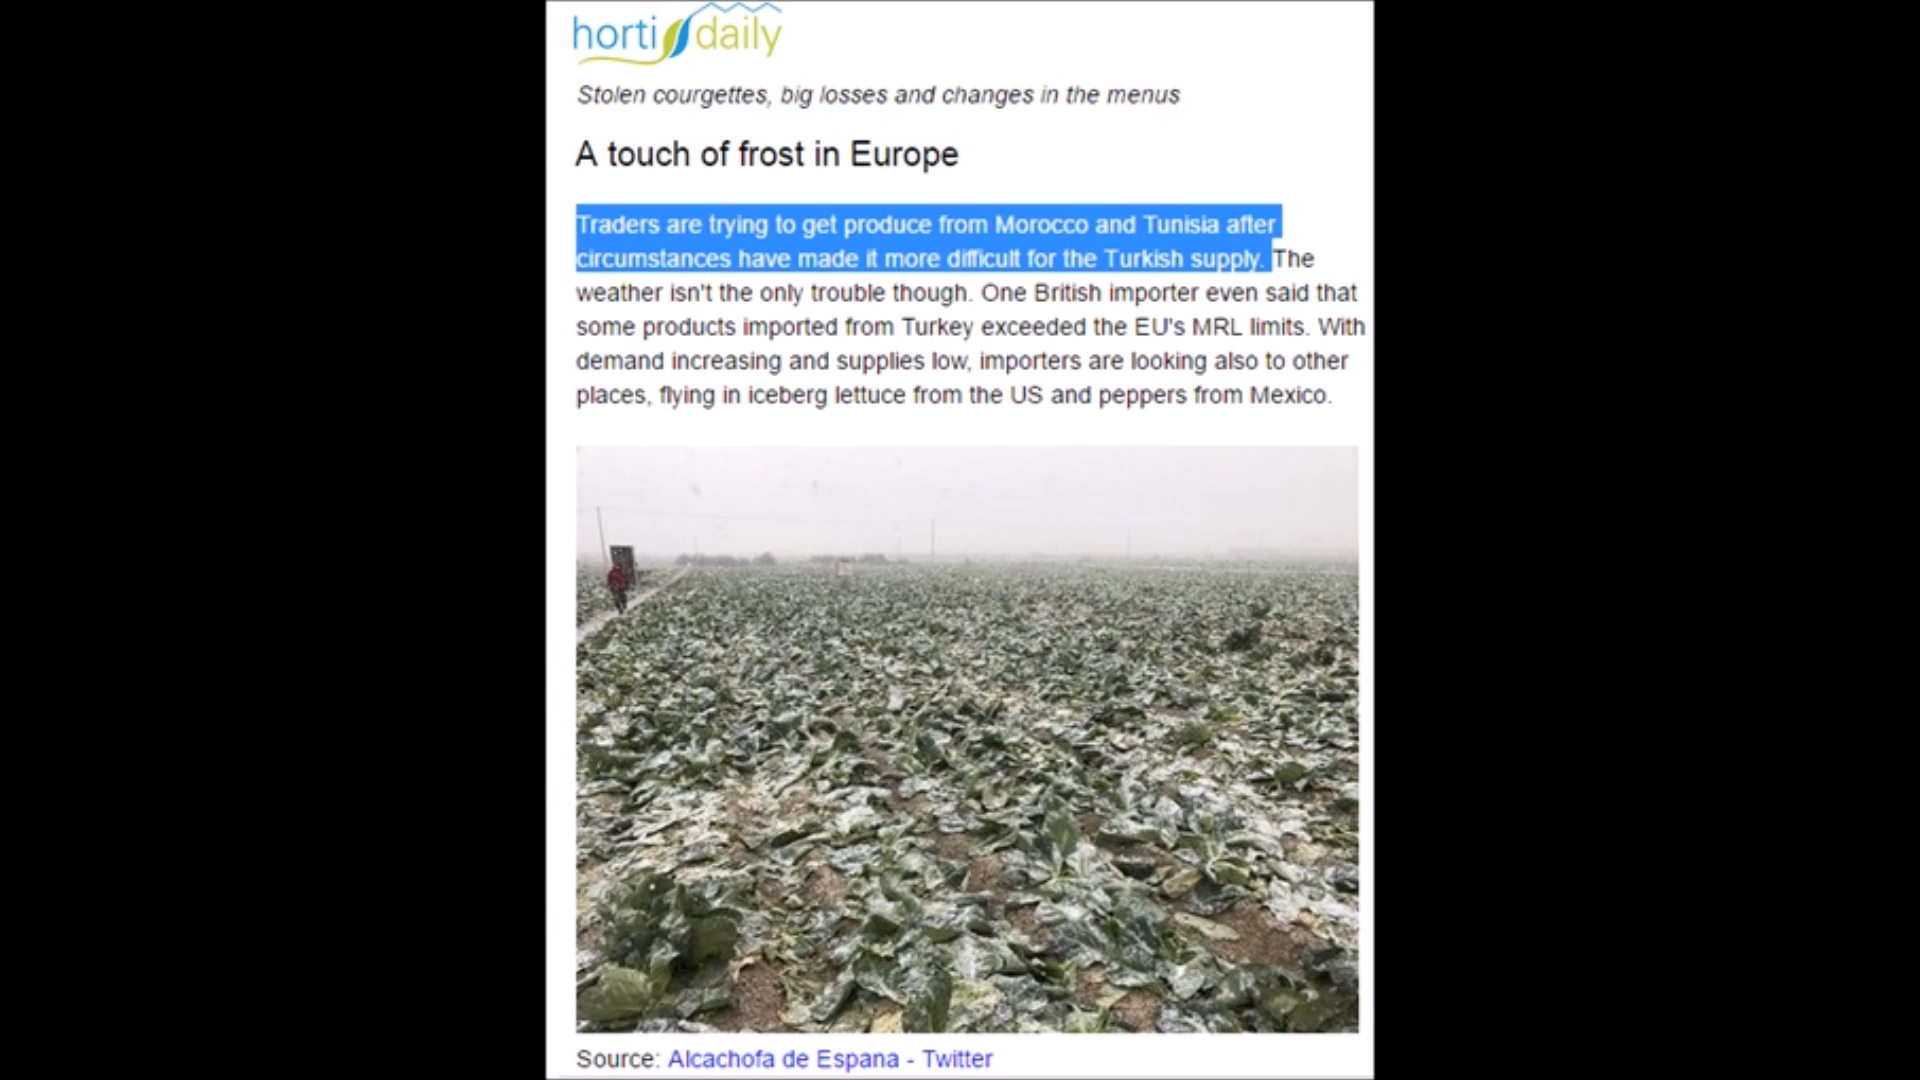 horti daily
Stolen courgettes, big losses and changes in the menus
A touch of frost in Europe
Traders are trying to get produce from Morocco and Tunisia after
circumstances have made it more difficult for the Turkish supply. The
weather isn't the only trouble though. One British importer even said that
some products imported from Turkey exceeded the EU's MRL limits. With
demand increasing and supplies low, importers are looking also to other
places, flying in iceberg lettuce from the US and peppers from Mexico.
Source: Alcachofa de Espana - Twitter